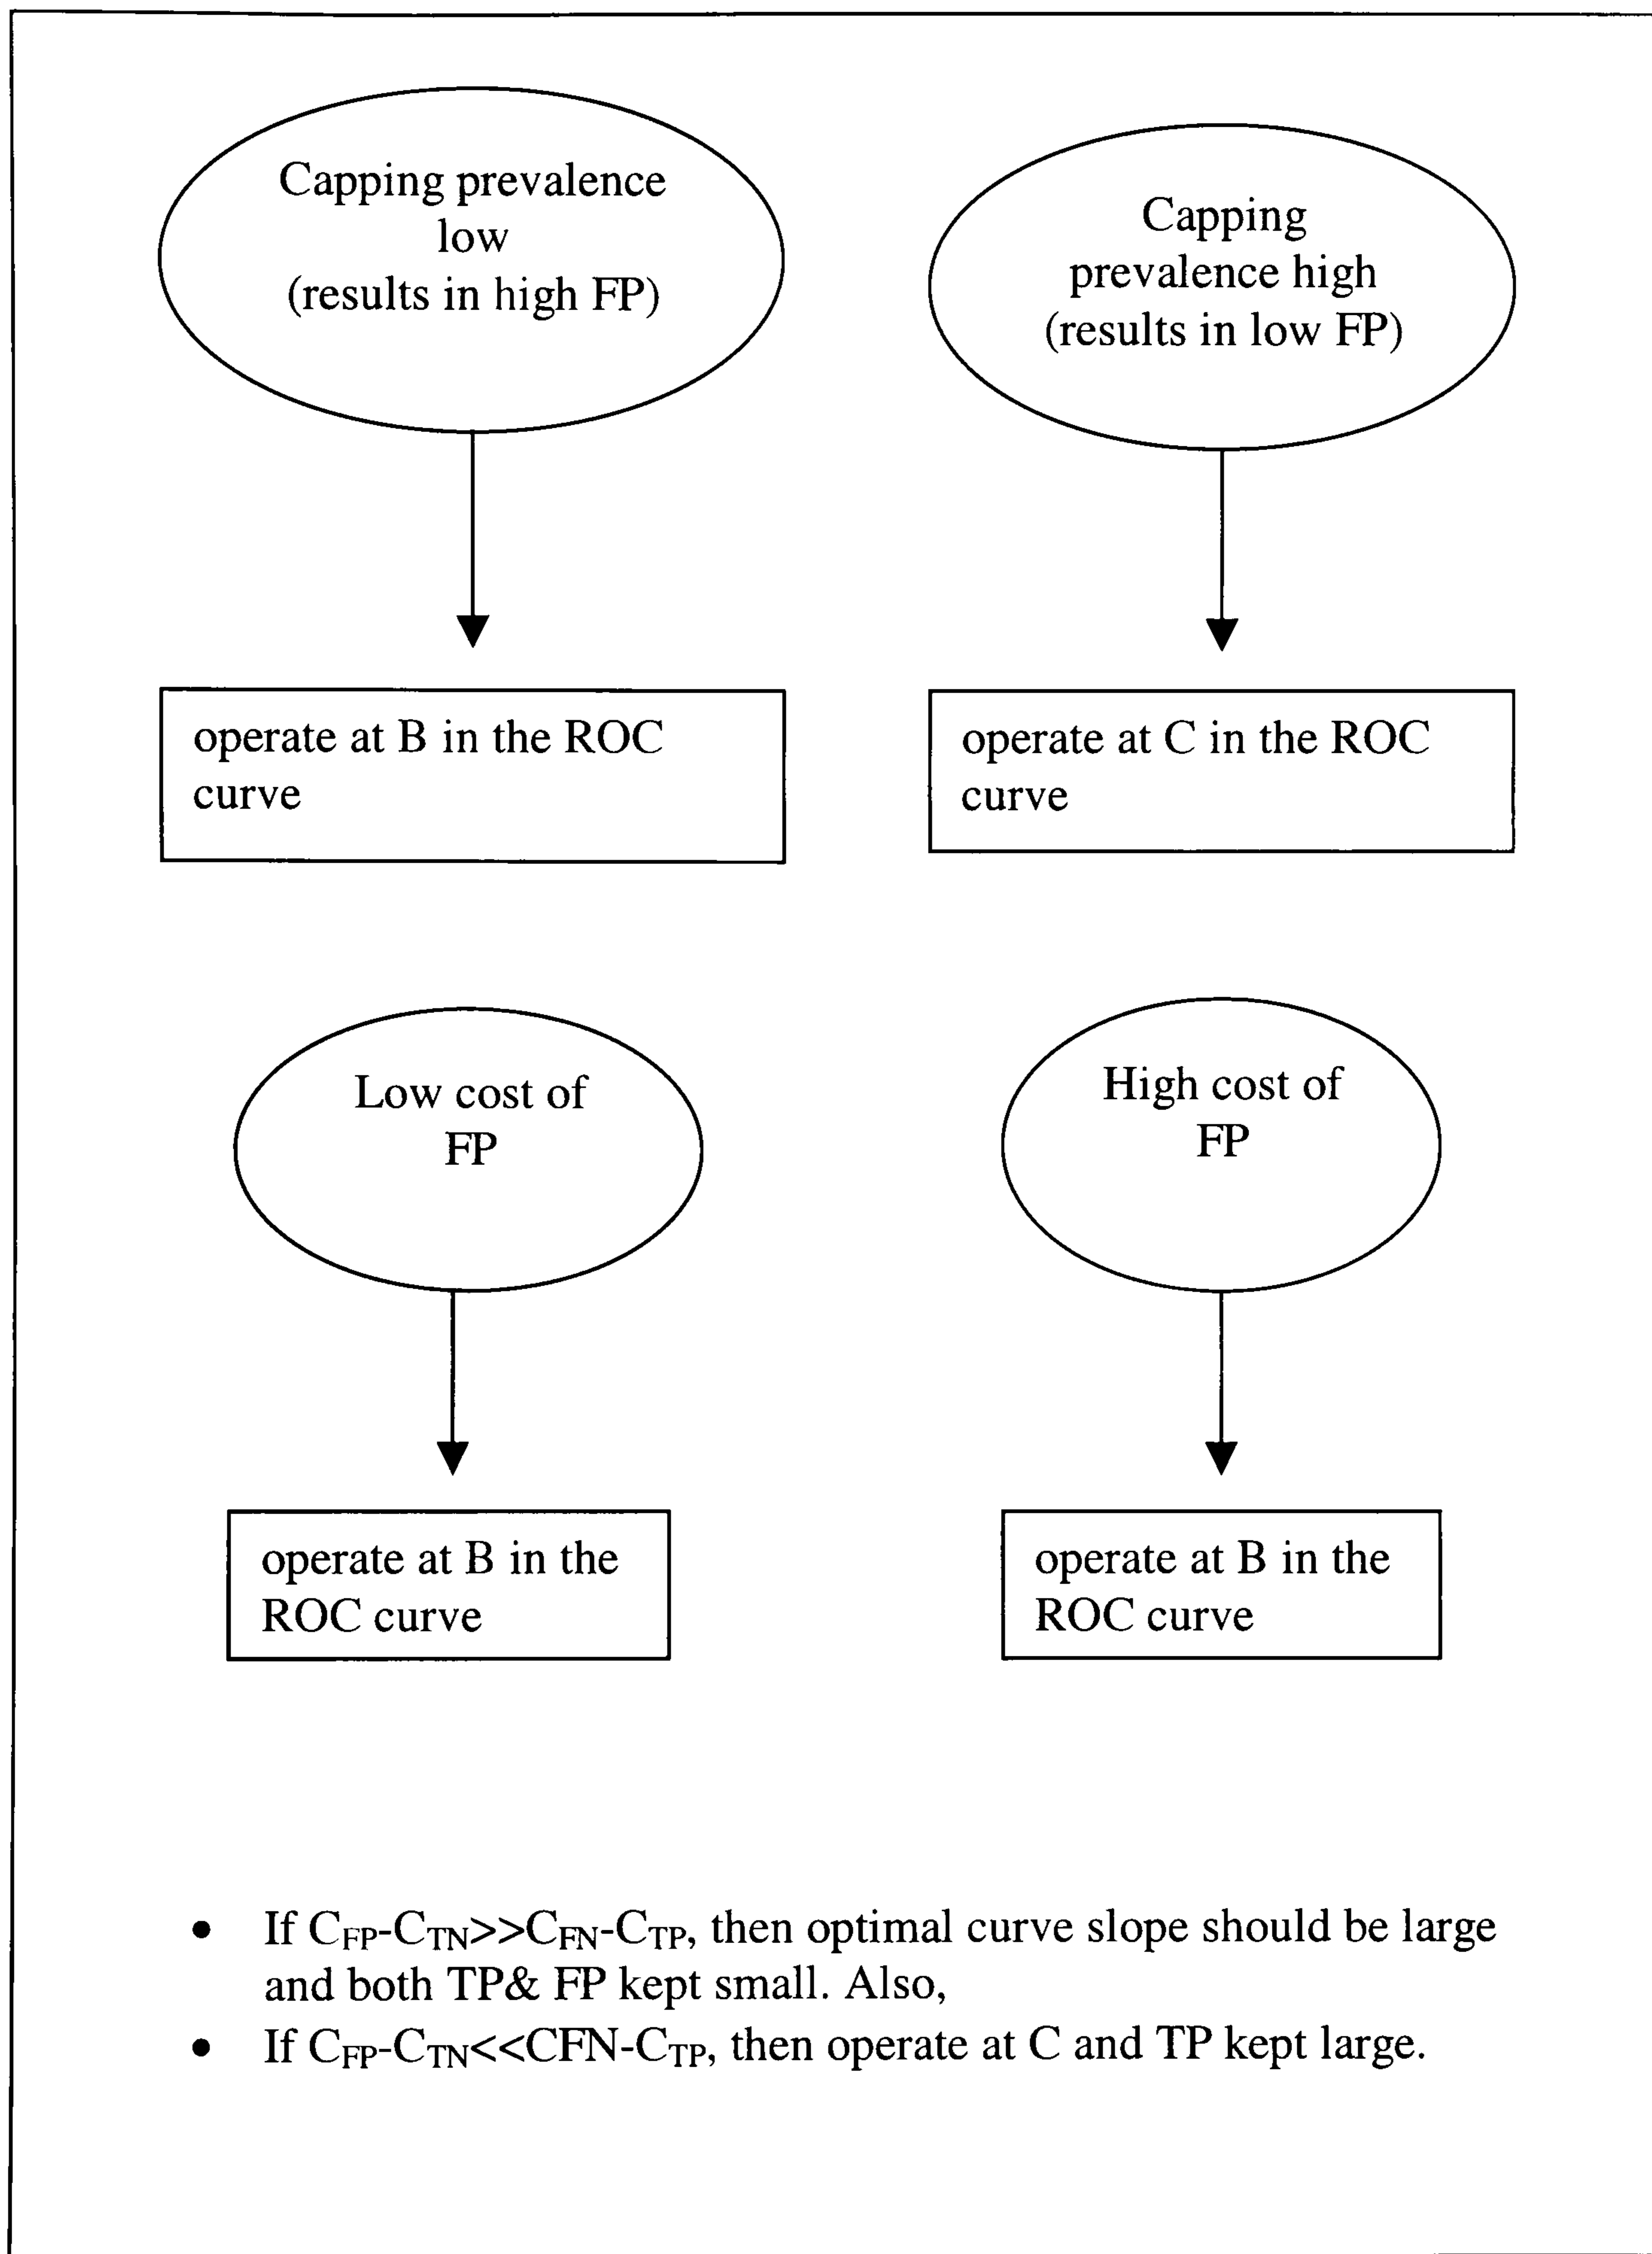 Capping prevalence
low
(results in high FP)
Capping
prevalence high
(results in low FP)
operate at B in the ROC
curve
operate at C in the ROC
curve
Low cost of
FP
High cost of
FP
operate at B in the
ROC curve
operate at B in the
ROC curve
• If CFP-CTN>>CFN-CTP, then optimal curve slope should be large
and both TP& FP kept small. Also,
• If CFP-CTN<<CFN-CTP, then operate at C and TP kept large.